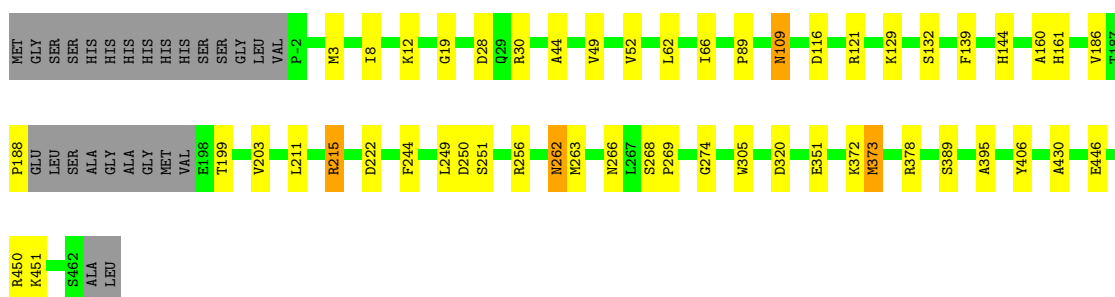 MET GLY SER SER HIS HIS HIS HIS HIS HIS SER SER GLY LEU VAL P-2 M3 I8 K12 G19 D28 Q29 R30 A44 V49 V52 L62 I66 P89 N109 D116 R121 K129 S132 F139 H144 A160 H161 V186 T187
P188 GLU LEU SER ALA GLY ALA GLY MET VAL E198 T199 V203 L211 R215 D222 F244 L249 D250 S251 R256 N262 M263 N266 L267 S268 P269 G274 W305 D320 E351 K372 M373 R378 S389 A395 Y406 A430 E446
R450 K451 S462 ALA LEU